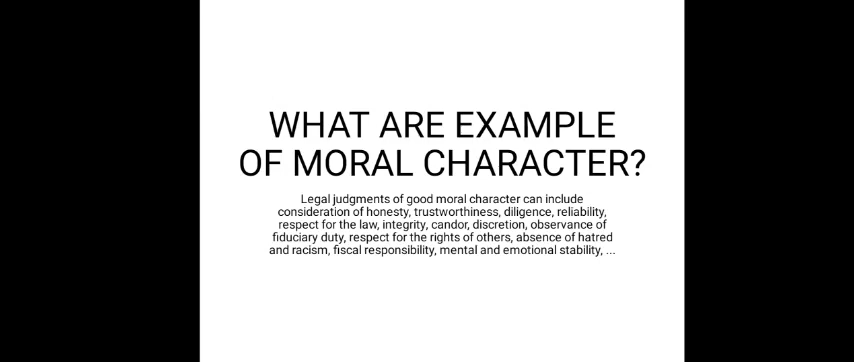 WHAT ARE EXAMPLE
OF MORAL CHARACTER?
Legal judgments of good moral character can include
consideration of honesty, trustworthiness, diligence, reliability,
respect for the law, integrity, candor, discretion, observance of
fiduciary duty, respect for the rights of others, absence of hatred
and racism, fiscal responsibility, mental and emotional stability, ...